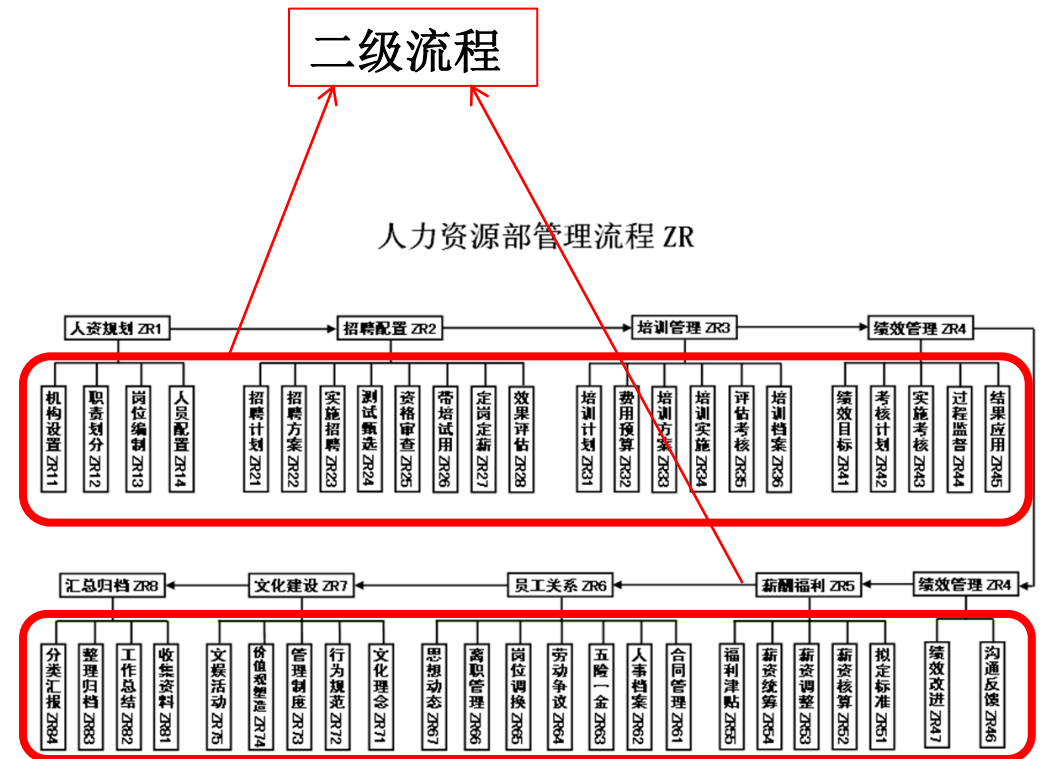 二级流程
人力资源部管理流程 ZR
人资规划 ZR1
招聘配置 ZR2
培训管理 ZR3
绩效管理 ZR4
机构设置 ZR11
职责划分 ZR12
岗位编制 ZR13
人员配置 ZR14
招聘计划 ZR21
招聘方案 ZR22
实施招聘 ZR23
测试甄选 ZR24
资格审查 ZR25
带培试用 ZR26
定岗定薪 ZR27
效果评估 ZR28
培训计划 ZR31
费用预算 ZR32
培训方案 ZR33
培训实施 ZR34
评估考核 ZR35
培训档案 ZR36
绩效目标 ZR41
考核计划 ZR42
实施考核 ZR43
过程监督 ZR44
结果应用 ZR45
汇总归档 ZR8
文化建设 ZR7
员工关系 ZR6
薪酬福利 ZR5
绩效管理 ZR4
分类汇报 ZR84
整理归档 ZR83
工作总结 ZR82
收集资料 ZR81
文娱活动 ZR75
价值观塑造 ZR74
管理制度 ZR73
行为规范 ZR72
文化理念 ZR71
思想动态 ZR67
离职管理 ZR66
岗位调换 ZR65
劳动争议 ZR64
五险一金 ZR63
人事档案 ZR62
合同管理 ZR61
福利津贴 ZR55
薪资统筹 ZR54
薪资调整 ZR53
薪资核算 ZR52
拟定标准 ZR51
绩效改进 ZR47
沟通反馈 ZR46